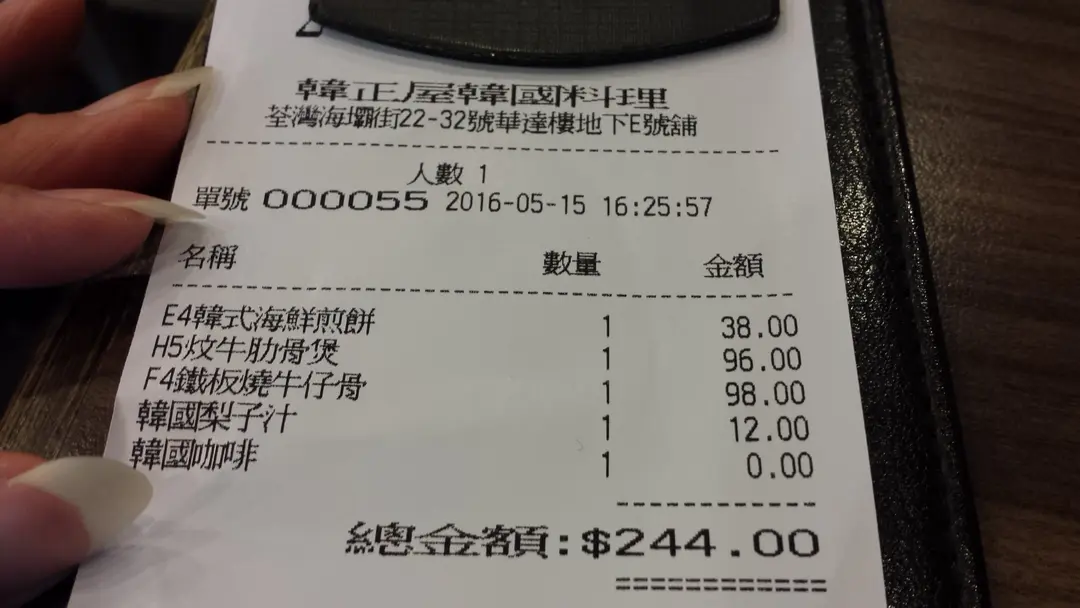 韓正屋韓國料理
荃灣海壩街22-32號華達樓地下E號舖
人數 1
單號 000055 2016-05-15 16:25:57
名稱 數量 金額
E4韓式海鮮煎餅 1 38.00
H5炆牛肋骨煲 1 96.00
F4鐵板燒牛仔骨 1 98.00
韓國梨子汁 1 12.00
韓國咖啡 1 0.00
總金額:$244.00